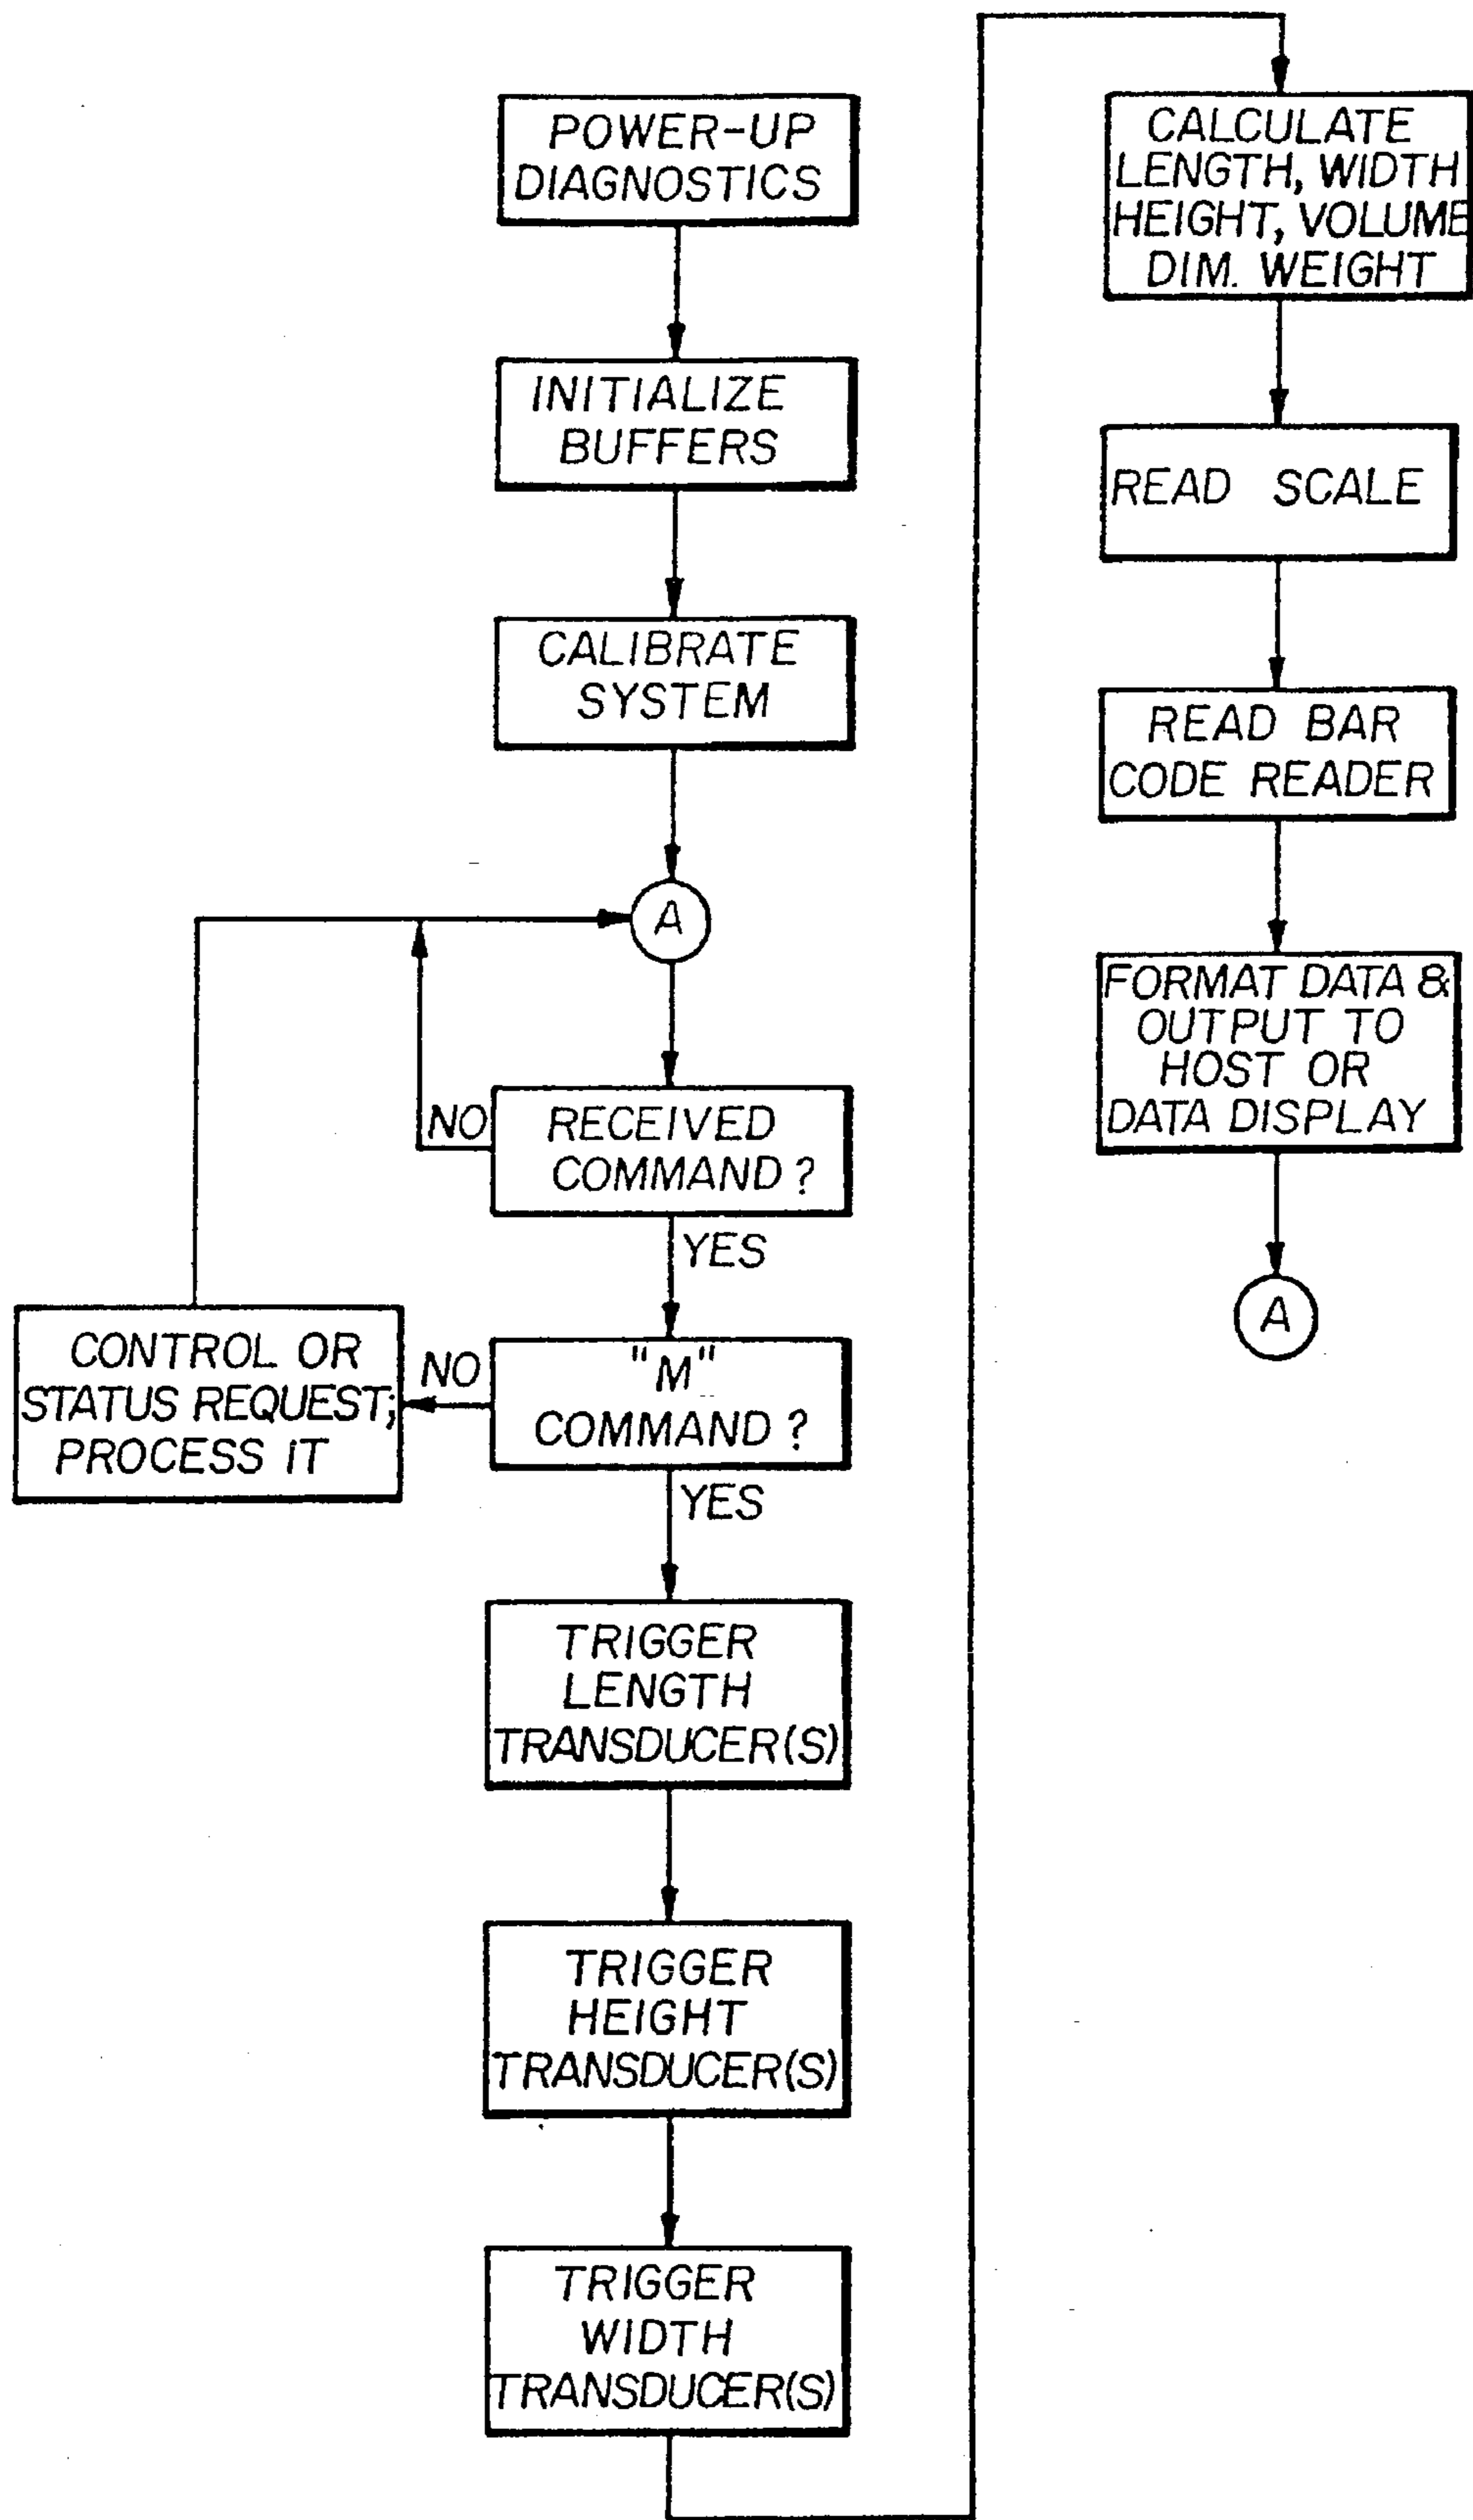 POWER-UP
DIAGNOSTICS
INITIALIZE
BUFFERS
CALIBRATE
SYSTEM
A
NO
RECEIVED
COMMAND?
YES
CONTROL OR
STATUS REQUEST;
PROCESS IT
NO
"M"
COMMAND?
YES
TRIGGER
LENGTH
TRANSDUCER(S)
TRIGGER
HEIGHT
TRANSDUCER(S)
TRIGGER
WIDTH
TRANSDUCER(S)
CALCULATE
LENGTH, WIDTH
HEIGHT, VOLUME
DIM. WEIGHT
READ SCALE
READ BAR
CODE READER
FORMAT DATA &
OUTPUT TO
HOST OR
DATA DISPLAY
A